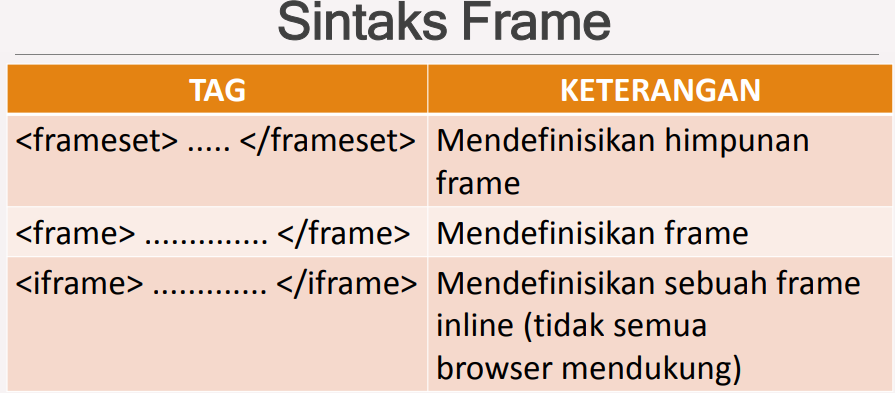 Sintaks Frame
TAG
KETERANGAN
<frameset> ..... </frameset>
Mendefinisikan himpunan
frame
<frame> .............. </frame>
Mendefinisikan frame
<iframe> ............. </iframe>
Mendefinisikan sebuah frame
inline (tidak semua
browser mendukung)